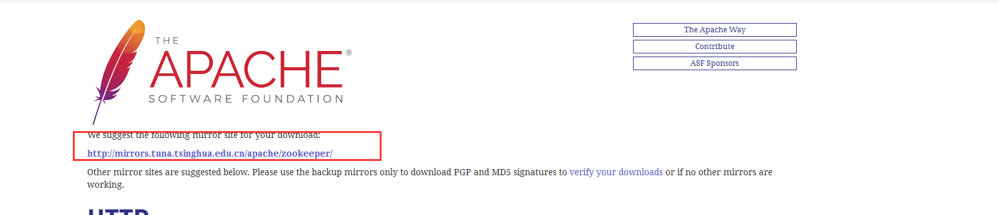 THE
APACHE®
SOFTWARE FOUNDATION
The Apache Way
Contribute
ASF Sponsors
We suggest the following mirror site for your download:
http://mirrors.tuna.tsinghua.edu.cn/apache/zookeeper/
Other mirror sites are suggested below. Please use the backup mirrors only to download PGP and MD5 signatures to verify your downloads or if no other mirrors are
working.
HTTP